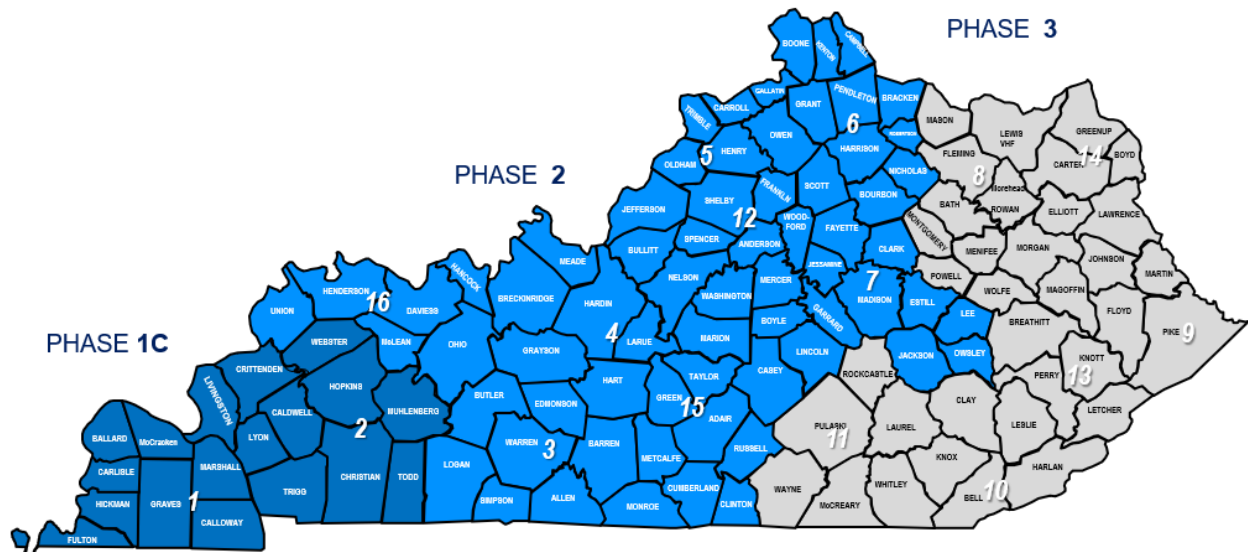 PHASE 3
PHASE 2
PHASE 1C
BOONE
KENTON
CAMPBELL
GALLATIN
PENDLETON
BRACKEN
CARROLL
GRANT
TRIMBLE
6
MASON
OWEN
ROBERTSON
LEWIS
VHF
GREENUP
HENRY
HARRISON
FLEMING
14
BOYD
5
OLDHAM
CARTER
NICHOLAS
8
FRANKLN
SCOTT
Morehead
SHELBY
BOURBON
BATH
ROWAN
ELLIOTT
LAWRENCE
JEFFERSON
12
WOOD-
FORD
FAYETTE
MONTGOMERY
SPENCER
ANDERSON
BULLITT
CLARK
MENIFEE
MORGAN
JOHNSON
MEADE
JESSAMINE
HANCOCK
NELSON
MERCER
7
POWELL
MARTIN
HENDERSON
BRECKINRIDGE
WASHINGTON
MADISON
ESTILL
WOLFE
MAGOFFIN
16
HARDIN
UNION
DAVIESS
GARRARD
LEE
FLOYD
BOYLE
BREATHITT
PIKE
9
WEBSTER
McLEAN
OHIO
4
LARUE
MARION
LINCOLN
GRAYSON
JACKSON
OWSLEY
KNOTT
CRITTENDEN
ROCKCASTLE
PERRY
13
HART
TAYLOR
CASEY
HOPKINS
LIVINGSTON
BUTLER
EDMONSON
GREEN
15
CLAY
LETCHER
CALDWELL
MUHLENBERG
ADAIR
LESLIE
2
PULASKI
11
LAUREL
BALLARD
McCracken
LYON
WARREN
3
BARREN
RUSSELL
KNOX
MARSHALL
LOGAN
METCALFE
HARLAN
CARLISLE
CHRISTIAN
TODD
WAYNE
WHITLEY
TRIGG
CUMBERLAND
HICKMAN
GRAVES
1
SIMPSON
ALLEN
MONROE
CLINTON
McCREARY
BELL
10
CALLOWAY
FULTON